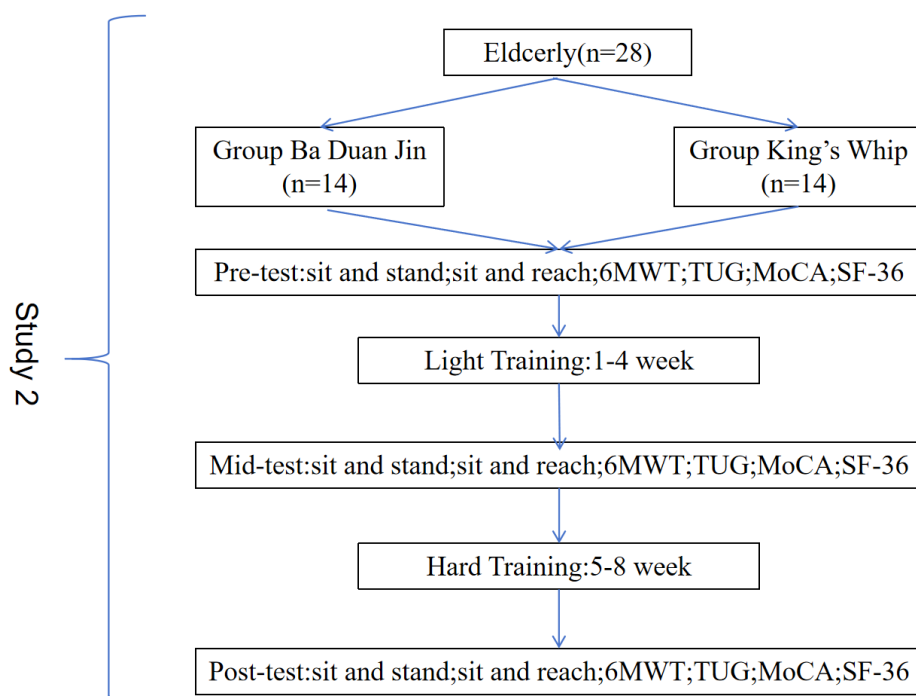 Eldcerly(n=28)
Group Ba Duan Jin
(n=14)
Group King’s Whip
(n=14)
Pre-test:sit and stand;sit and reach;6MWT;TUG;MoCA;SF-36
Light Training:1-4 week
Mid-test:sit and stand;sit and reach;6MWT;TUG;MoCA;SF-36
Hard Training:5-8 week
Post-test:sit and stand;sit and reach;6MWT;TUG;MoCA;SF-36
Study 2